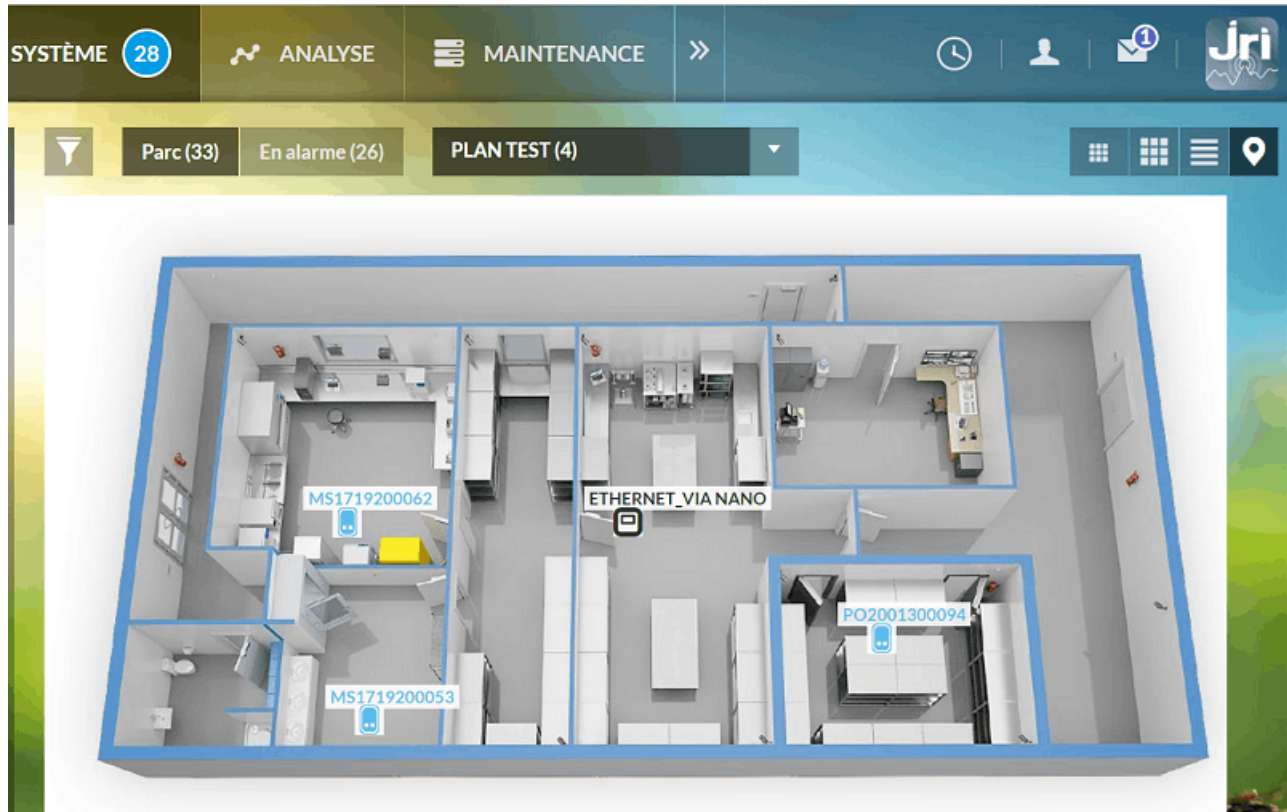 SYSTÈME 28 ANALYSE MAINTENANCE » 1 Jri
Parc (33) En alarme (26) PLAN TEST (4)
MS1719200062 ETHERNET_VIA NANO
PO2001300094
MS1719200053